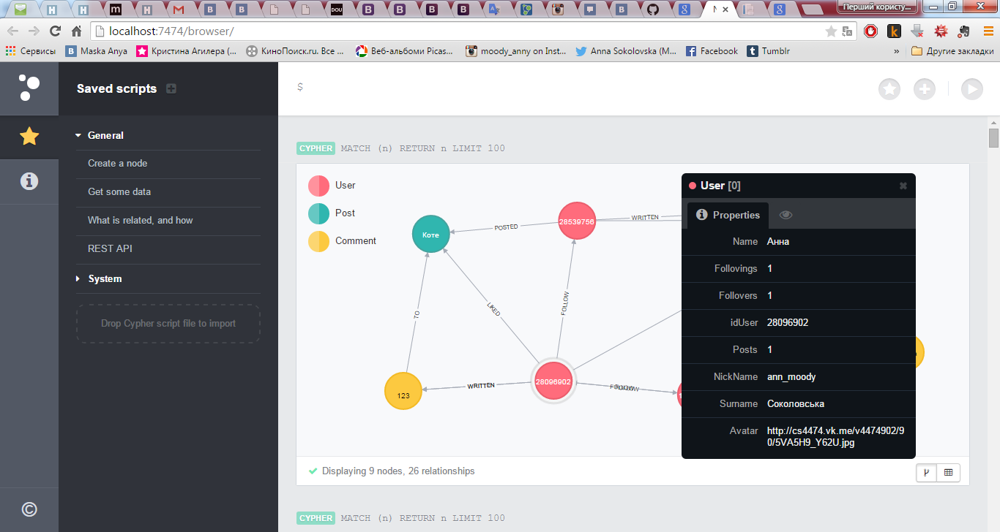 Перший користу...
localhost:7474/browser/
Сервисы
Maska Anya
Кристина Агилера (...
КиноПоиск.ru. Все ...
Веб-альбоми Picas...
moody_anny on Inst...
Anna Sokolovska (M...
Facebook
Tumblr
»
Другие закладки
Saved scripts
$
General
Create a node
Get some data
What is related, and how
REST API
System
Drop Cypher script file to import
CYPHER MATCH (n) RETURN n LIMIT 100
User
Post
Comment
Коте
POSTED
28539756
WRITTEN
LIKED
FOLLOW
TO
123
WRITTEN
28096902
FOLLOW
User [0]
Properties
Name Анна
Follovings 1
Follovers 1
idUser 28096902
Posts 1
NickName ann_moody
Surname Соколовська
Avatar http://cs4474.vk.me/v4474902/9
0/5VA5H9_Y62U.jpg
Displaying 9 nodes, 26 relationships
CYPHER MATCH (n) RETURN n LIMIT 100